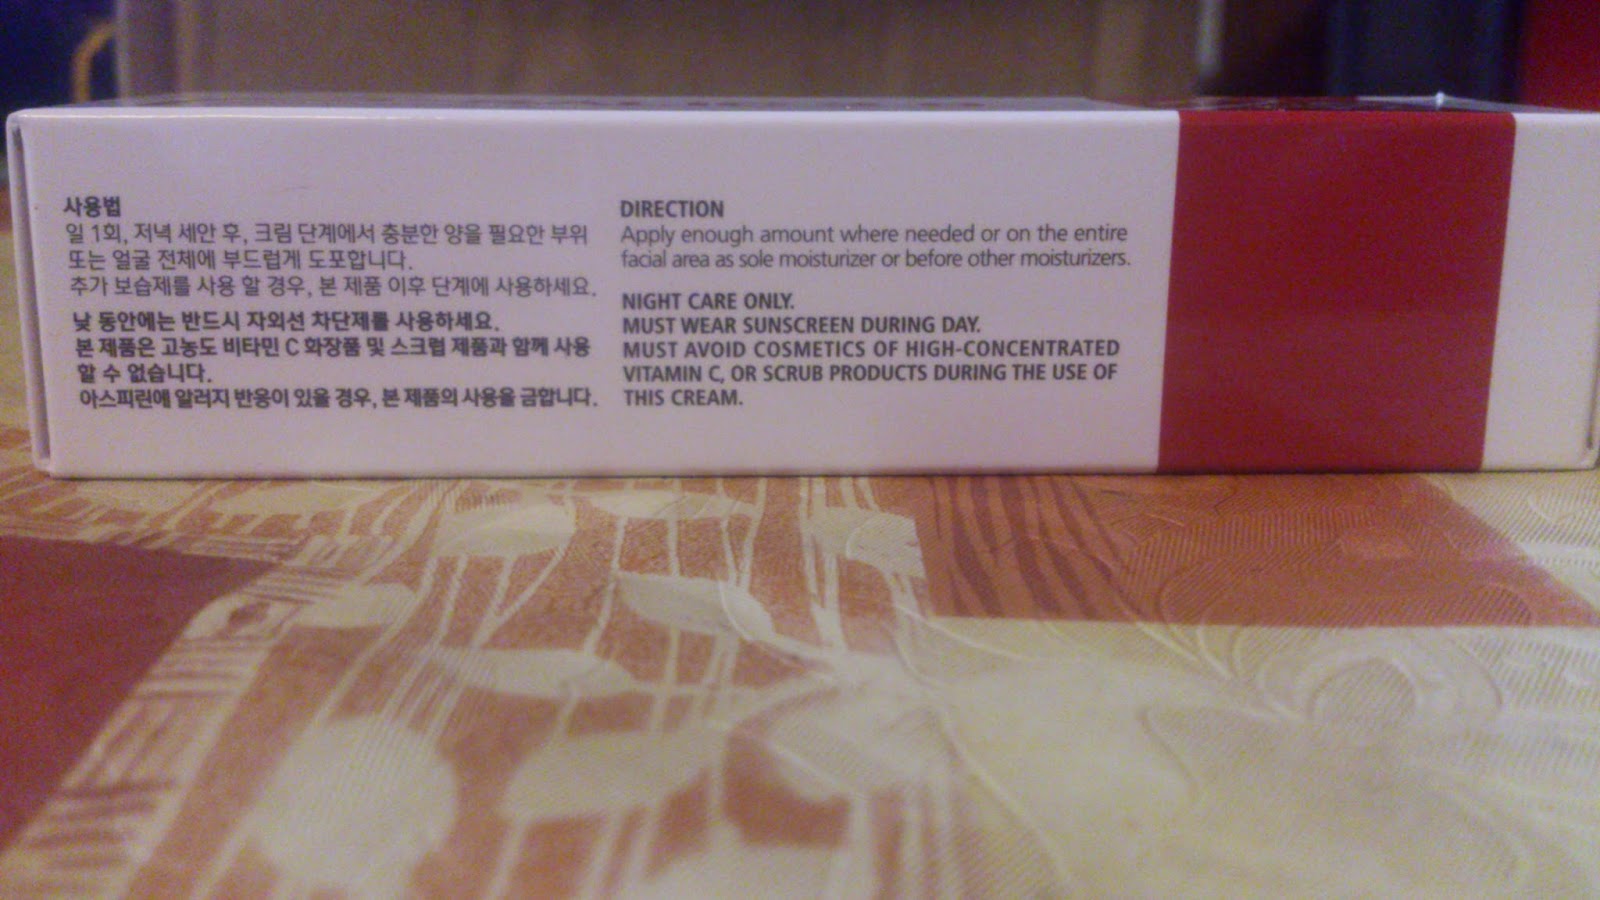 사용법
일 1회, 저녁 세안 후, 크림 단계에서 충분한 양을 필요한 부위
또는 얼굴 전체에 부드럽게 도포합니다.
추가 보습제를 사용 할 경우, 본 제품 이후 단계에 사용하세요.
낮 동안에는 반드시 자외선 차단제를 사용하세요.
본 제품은 고농도 비타민 C 화장품 및 스크럽 제품과 함께 사용
할 수 없습니다.
아스피린에 알러지 반응이 있을 경우, 본 제품의 사용을 금합니다.
DIRECTION
Apply enough amount where needed or on the entire
facial area as sole moisturizer or before other moisturizers.
NIGHT CARE ONLY.
MUST WEAR SUNSCREEN DURING DAY.
MUST AVOID COSMETICS OF HIGH-CONCENTRATED
VITAMIN C, OR SCRUB PRODUCTS DURING THE USE OF
THIS CREAM.